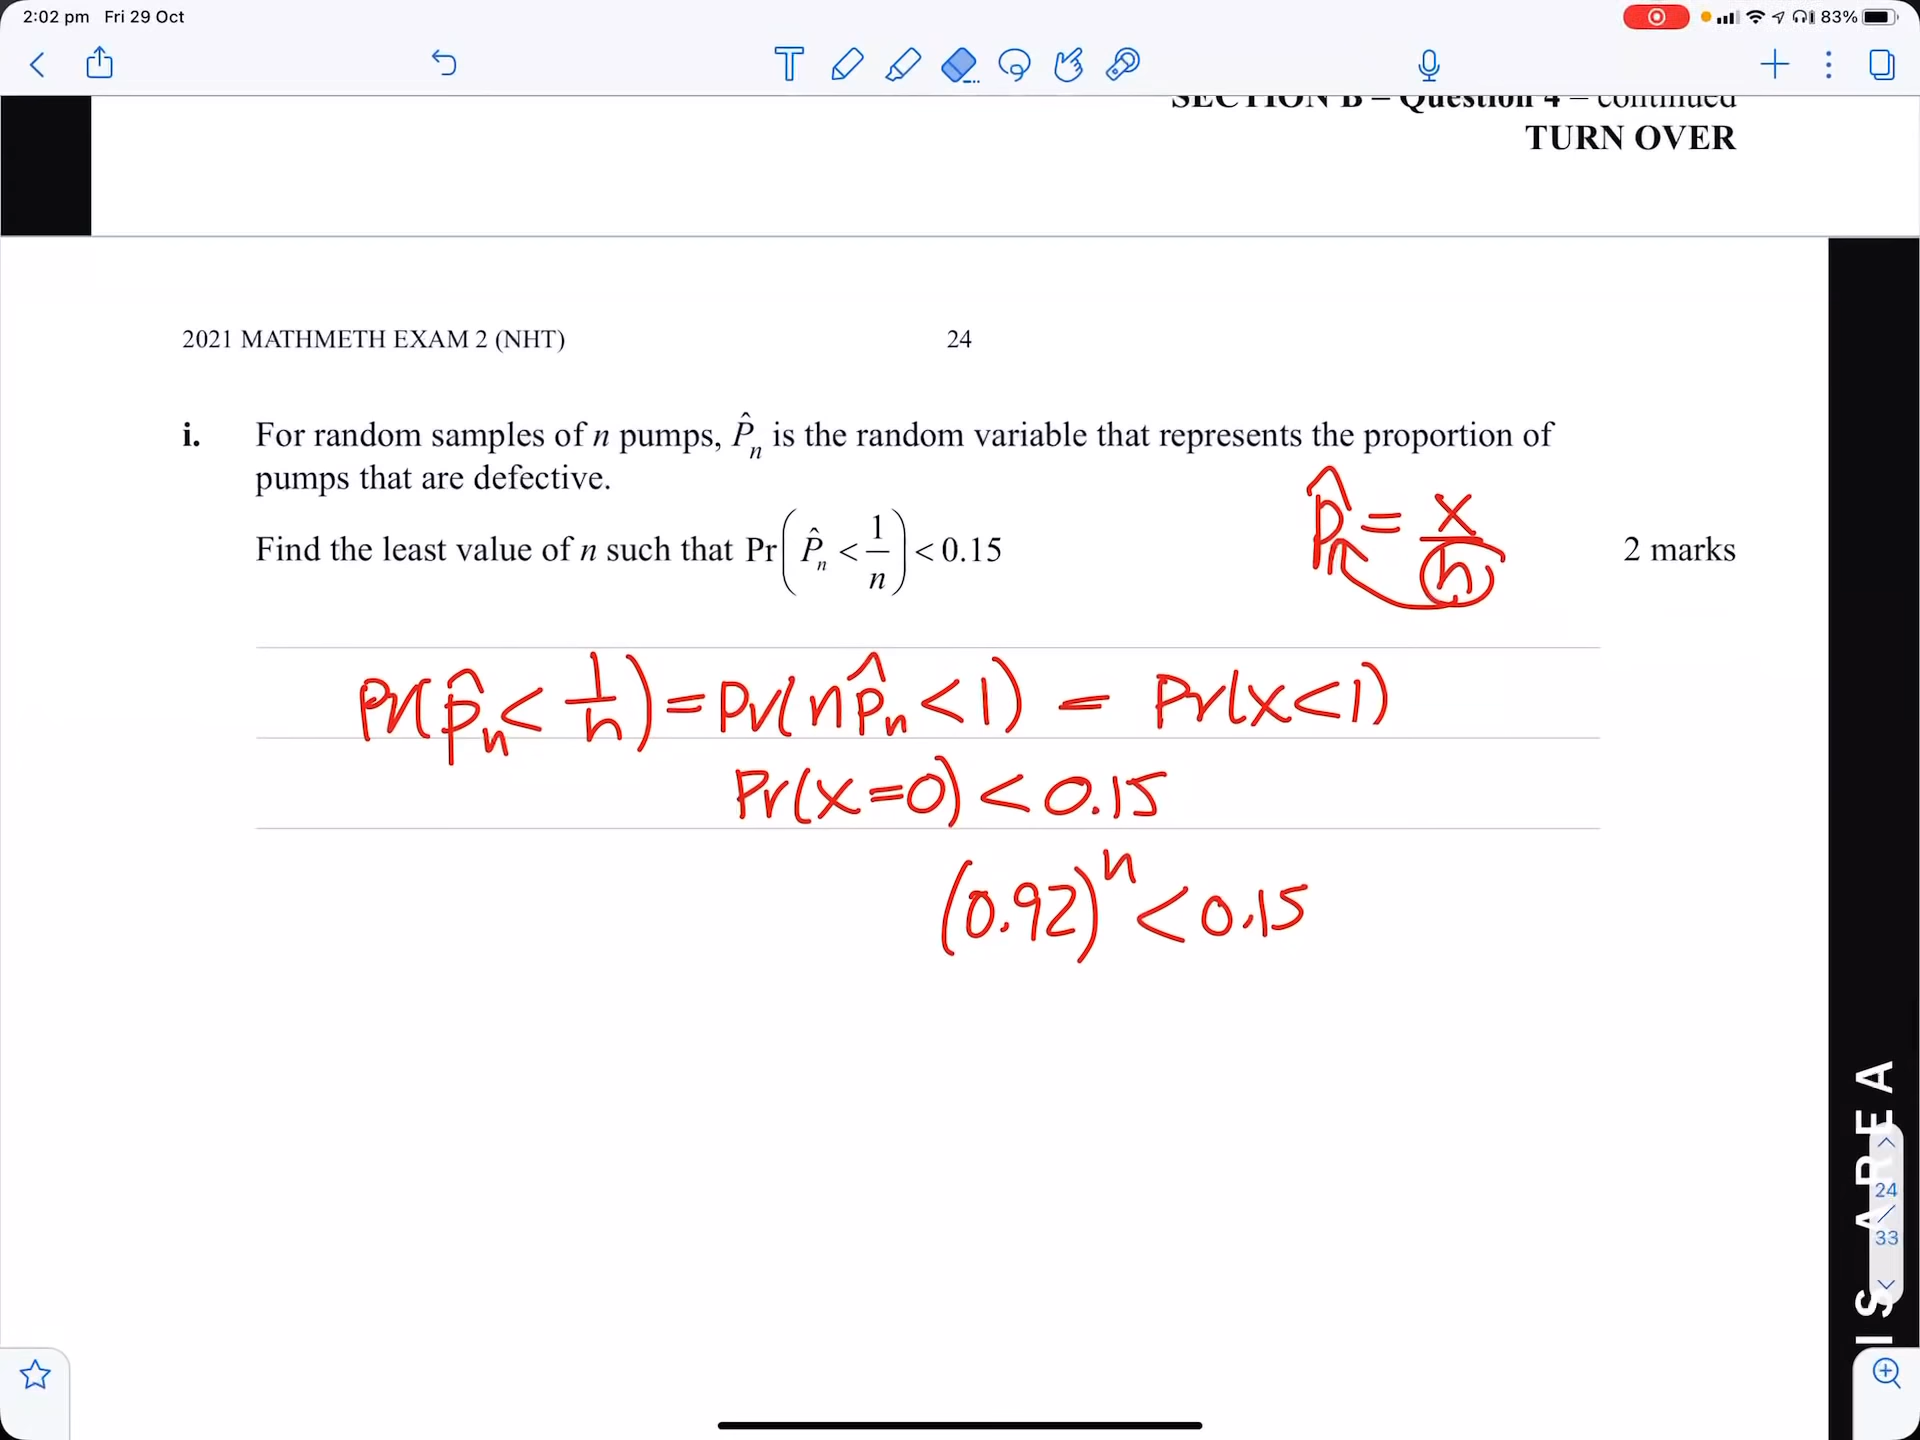 2:02 pm Fri 29 Oct 83%
SECTION B – Question 4 – continued
TURN OVER
2021 MATHMETH EXAM 2 (NHT) 24
i. For random samples of n pumps, P̂ₙ is the random variable that represents the proportion of
pumps that are defective.
Find the least value of n such that Pr(P̂ₙ < 1/n) < 0.15 2 marks
p̂ₙ = x/n
Pr(p̂ₙ < 1/n) = Pr(np̂ₙ < 1) = Pr(x<1)
Pr(x=0) < 0.15
(0.92)ⁿ < 0.15
IS AREA
24
/
33